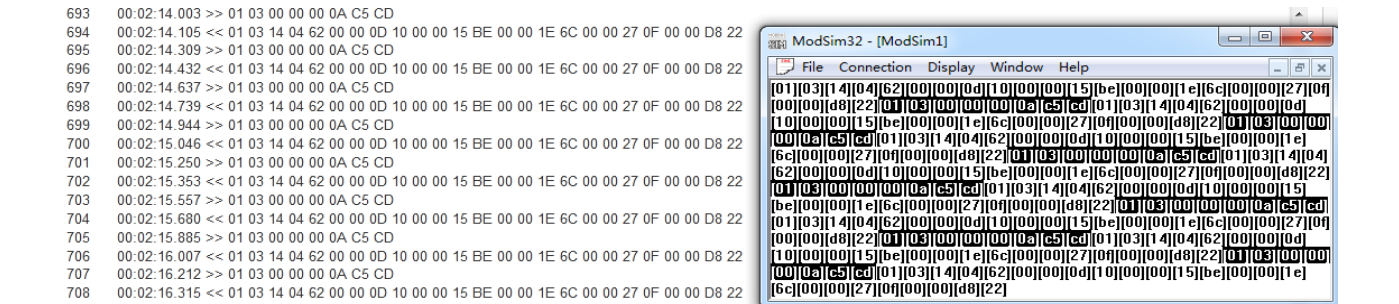 693 00:02:14.003 >> 01 03 00 00 00 0A C5 CD
694 00:02:14.105 << 01 03 14 04 62 00 00 0D 10 00 00 15 BE 00 00 1E 6C 00 00 27 0F 00 00 D8 22
695 00:02:14.309 >> 01 03 00 00 00 0A C5 CD
696 00:02:14.432 << 01 03 14 04 62 00 00 0D 10 00 00 15 BE 00 00 1E 6C 00 00 27 0F 00 00 D8 22
697 00:02:14.637 >> 01 03 00 00 00 0A C5 CD
698 00:02:14.739 << 01 03 14 04 62 00 00 0D 10 00 00 15 BE 00 00 1E 6C 00 00 27 0F 00 00 D8 22
699 00:02:14.944 >> 01 03 00 00 00 0A C5 CD
700 00:02:15.046 << 01 03 14 04 62 00 00 0D 10 00 00 15 BE 00 00 1E 6C 00 00 27 0F 00 00 D8 22
701 00:02:15.250 >> 01 03 00 00 00 0A C5 CD
702 00:02:15.353 << 01 03 14 04 62 00 00 0D 10 00 00 15 BE 00 00 1E 6C 00 00 27 0F 00 00 D8 22
703 00:02:15.557 >> 01 03 00 00 00 0A C5 CD
704 00:02:15.680 << 01 03 14 04 62 00 00 0D 10 00 00 15 BE 00 00 1E 6C 00 00 27 0F 00 00 D8 22
705 00:02:15.885 >> 01 03 00 00 00 0A C5 CD
706 00:02:16.007 << 01 03 14 04 62 00 00 0D 10 00 00 15 BE 00 00 1E 6C 00 00 27 0F 00 00 D8 22
707 00:02:16.212 >> 01 03 00 00 00 0A C5 CD
708 00:02:16.315 << 01 03 14 04 62 00 00 0D 10 00 00 15 BE 00 00 1E 6C 00 00 27 0F 00 00 D8 22
ModSim32 - [ModSim1]
File Connection Display Window Help
[01][03][14][04][62][00][00][0d][10][00][00][15][be][00][00][1e][6c][00][00][27][0f]
[00][00][d8][22][01][03][00][00][00][0a][c5][cd][01][03][14][04][62][00][00][0d]
[10][00][00][15][be][00][00][1e][6c][00][00][27][0f][00][00][d8][22][01][03][00][00]
[00][0a][c5][cd][01][03][14][04][62][00][00][0d][10][00][00][15][be][00][00][1e]
[6c][00][00][27][0f][00][00][d8][22][01][03][00][00][00][0a][c5][cd][01][03][14][04]
[62][00][00][0d][10][00][00][15][be][00][00][1e][6c][00][00][27][0f][00][00][d8][22]
[01][03][00][00][00][0a][c5][cd][01][03][14][04][62][00][00][0d][10][00][00][15]
[be][00][00][1e][6c][00][00][27][0f][00][00][d8][22][01][03][00][00][00][0a][c5][cd]
[01][03][14][04][62][00][00][0d][10][00][00][15][be][00][00][1e][6c][00][00][27][0f]
[00][00][d8][22][01][03][00][00][00][0a][c5][cd][01][03][14][04][62][00][00][0d]
[10][00][00][15][be][00][00][1e][6c][00][00][27][0f][00][00][d8][22][01][03][00][00]
[00][0a][c5][cd][01][03][14][04][62][00][00][0d][10][00][00][15][be][00][00][1e]
[6c][00][00][27][0f][00][00][d8][22]